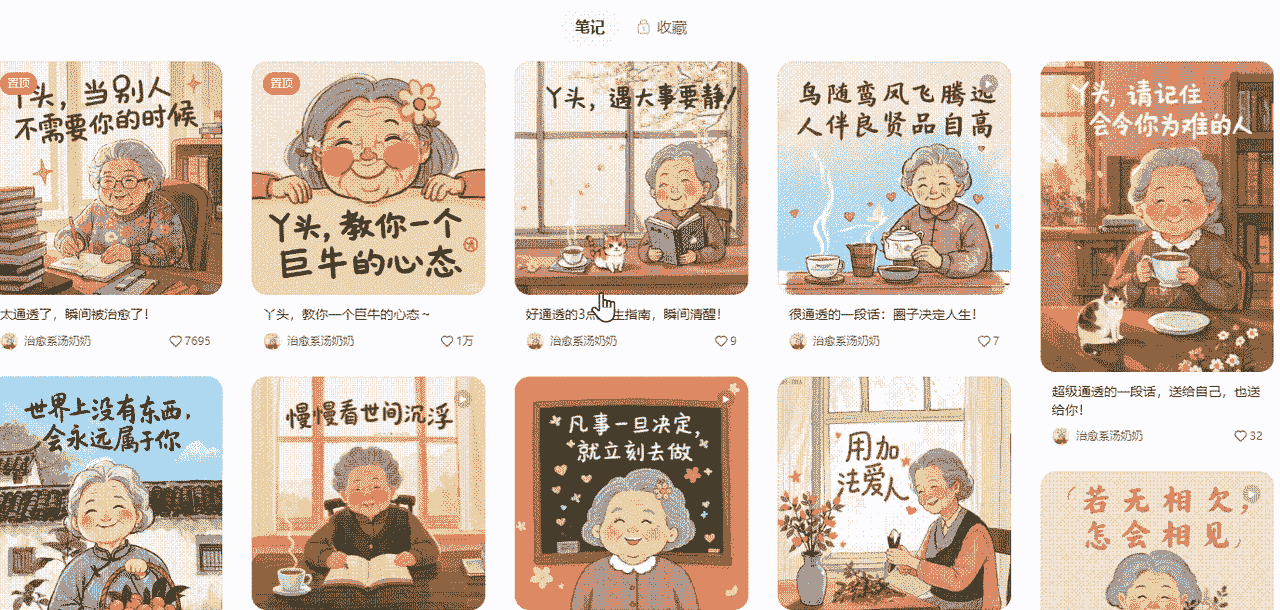 笔记
收藏
置顶
丫头，当别人
不需要你的时候
太通透了，瞬间被治愈了！
治愈系汤奶奶
7695
置顶
丫头，教你一个
巨牛的心态
丫头，教你一个巨牛的心态～
治愈系汤奶奶
1万
丫头，遇大事要静
好通透的3点
生指南，瞬间清醒！
治愈系汤奶奶
9
鸟随鸾凤飞腾远
人伴良贤品自高
很通透的一段话：圈子决定人生！
治愈系汤奶奶
7
丫头，请记住
会令你为难的人
超级通透的一段话，送给自己，也送
给你！
治愈系汤奶奶
32
世界上没有东西，
会永远属于你
慢慢看世间沉浮
凡事一旦决定，
就立刻去做
用加
法爱人
若无相欠，
怎会相见